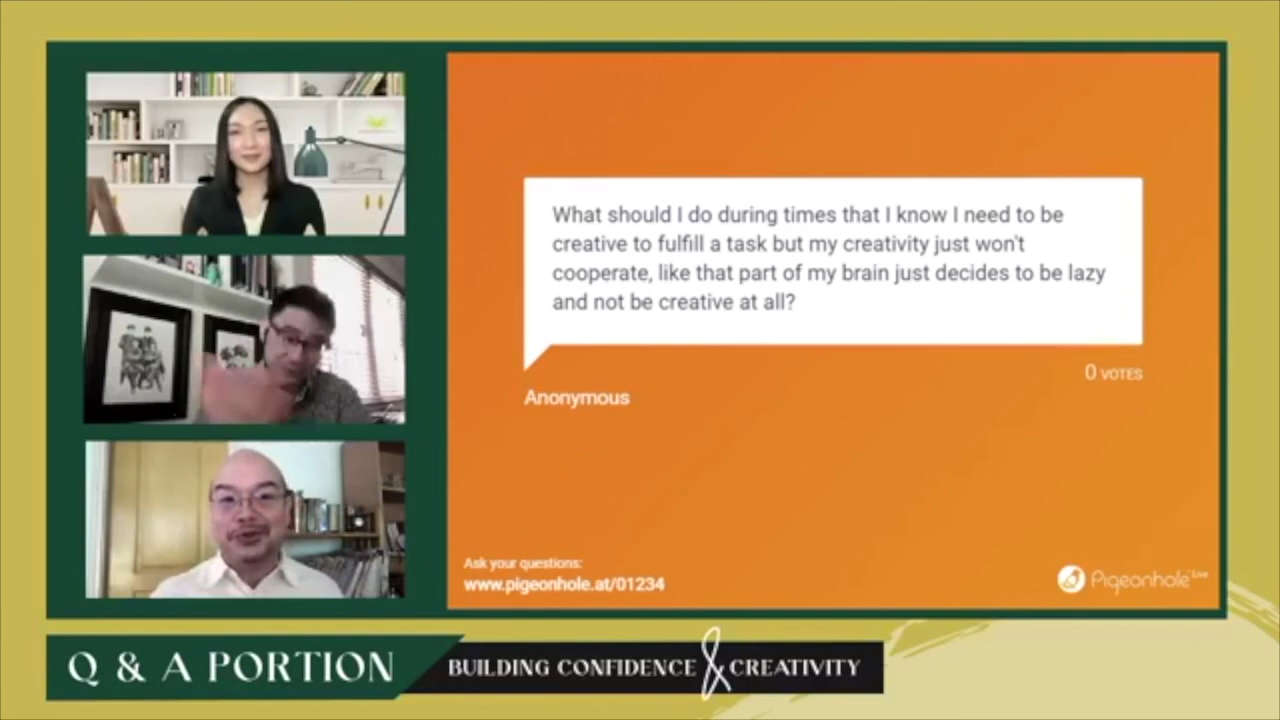 What should I do during times that I know I need to be
creative to fulfill a task but my creativity just won't
cooperate, like that part of my brain just decides to be lazy
and not be creative at all?
0 VOTES
Anonymous
Ask your questions:
www.pigeonhole.at/01234
Pigeonhole Live
Q & A PORTION
BUILDING CONFIDENCE & CREATIVITY